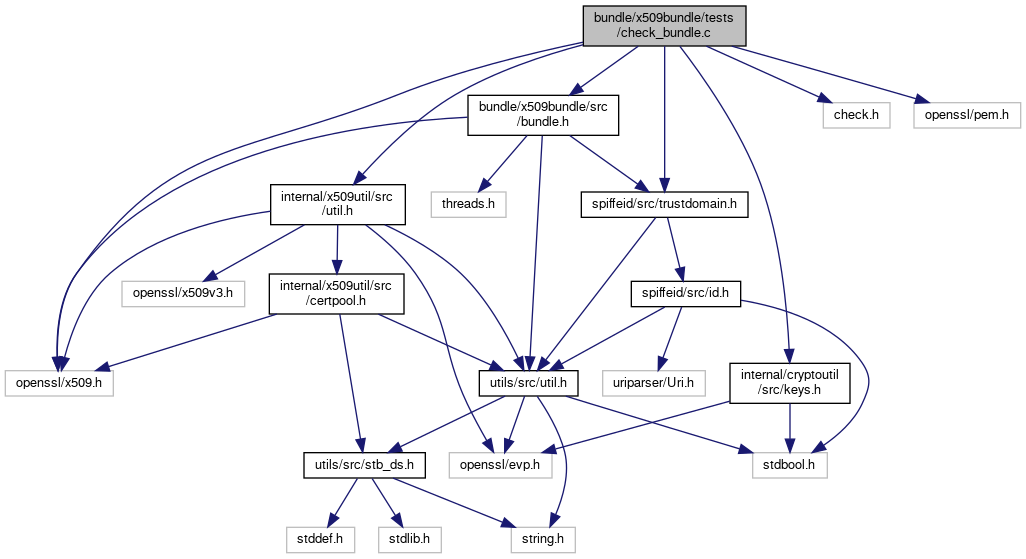 bundle/x509bundle/tests
/check_bundle.c
bundle/x509bundle/src
/bundle.h
check.h
openssl/pem.h
internal/x509util/src
/util.h
threads.h
spiffeid/src/trustdomain.h
openssl/x509v3.h
internal/x509util/src
/certpool.h
spiffeid/src/id.h
openssl/x509.h
utils/src/util.h
uriparser/Uri.h
internal/cryptoutil
/src/keys.h
utils/src/stb_ds.h
openssl/evp.h
stdbool.h
stddef.h
stdlib.h
string.h